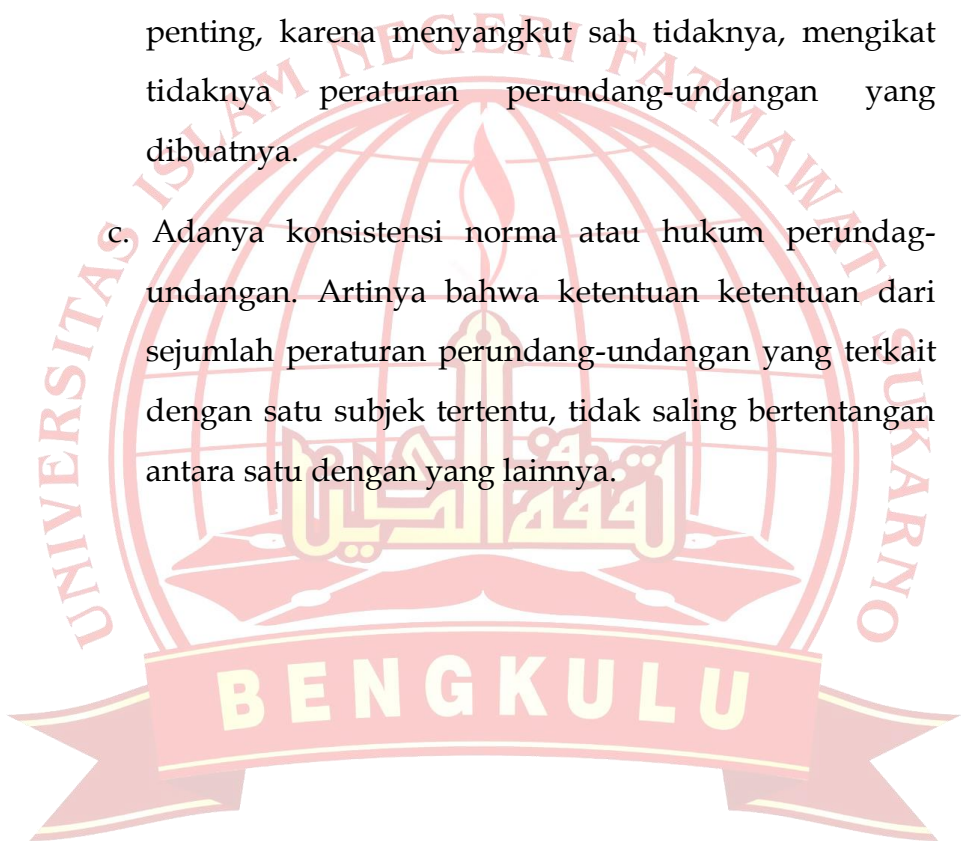 penting, karena menyangkut sah tidaknya, mengikat
tidaknya peraturan perundang-undangan yang
dibuatnya.
c. Adanya konsistensi norma atau hukum perundag-
undangan. Artinya bahwa ketentuan ketentuan dari
sejumlah peraturan perundang-undangan yang terkait
dengan satu subjek tertentu, tidak saling bertentangan
antara satu dengan yang lainnya.
UNIVERSITAS ISLAM NEGERI FATMAWATI SUKARNO
BENGKULU